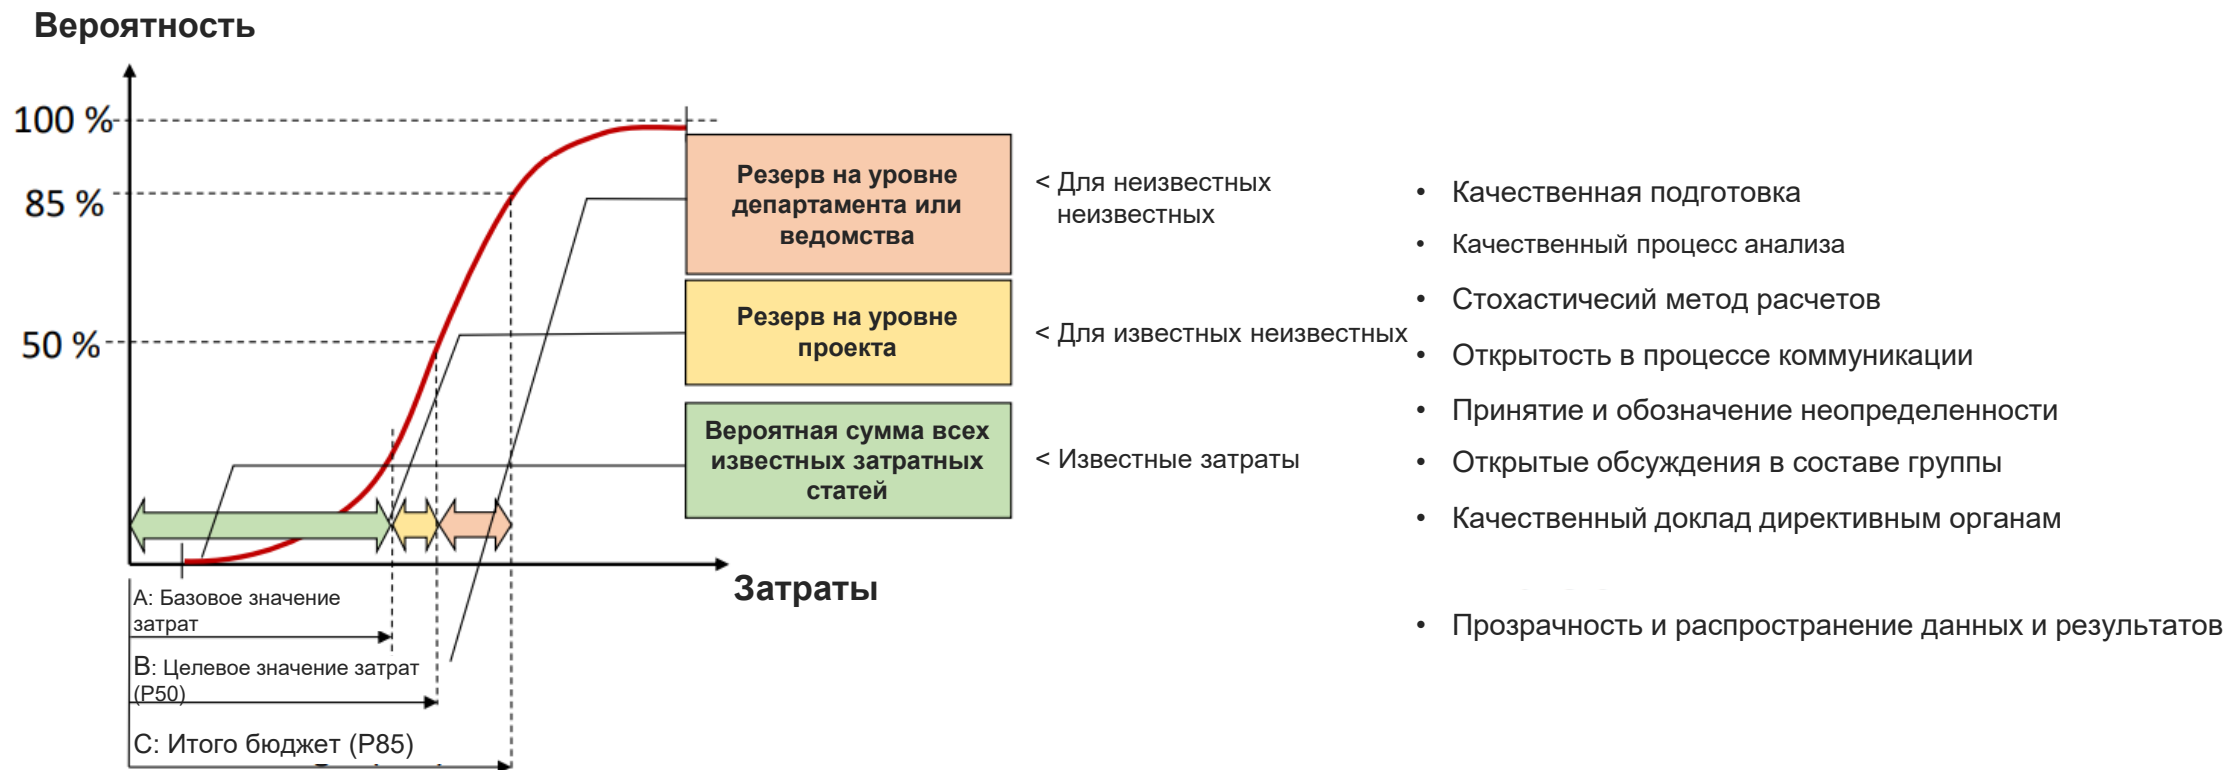 Вероятность
100 %
85 %
50 %
Резерв на уровне
департамента или
ведомства
< Для неизвестных
неизвестных
Резерв на уровне
проекта
< Для известных неизвестных
Вероятная сумма всех
известных затратных
статей
< Известные затраты
Затраты
A: Базовое значение
затрат
B: Целевое значение затрат
(P50)
C: Итого бюджет (P85)
• Качественная подготовка
• Качественный процесс анализа
• Стохастичесий метод расчетов
• Открытость в процессе коммуникации
• Принятие и обозначение неопределенности
• Открытые обсуждения в составе группы
• Качественный доклад директивным органам
• Прозрачность и распространение данных и результатов